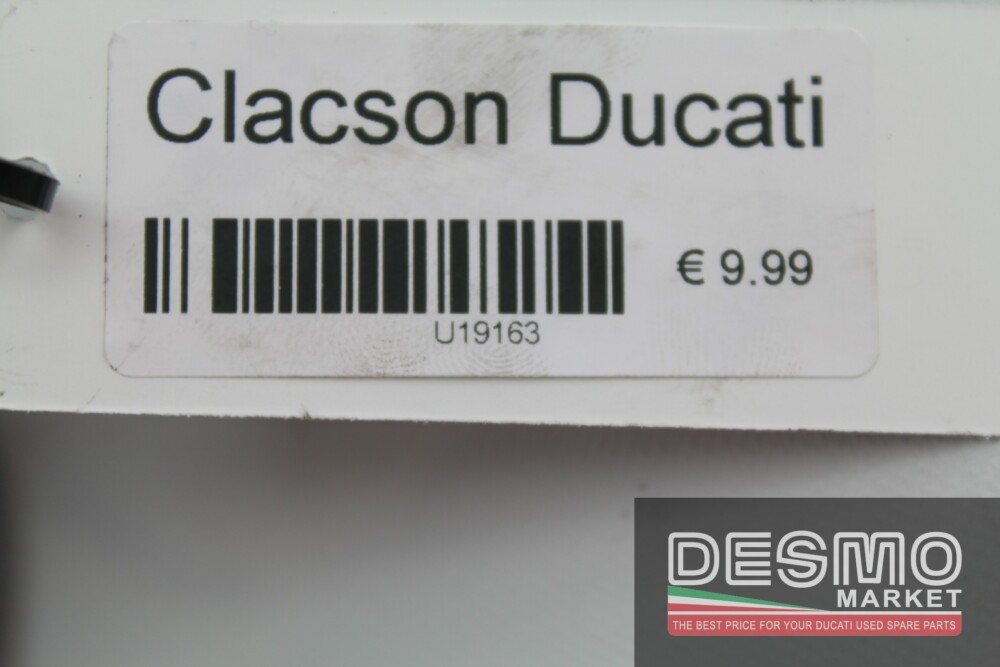 Clacson Ducati
€ 9.99
U19163
DESMO
MARKET
THE BEST PRICE FOR YOUR DUCATI USED SPARE PARTS